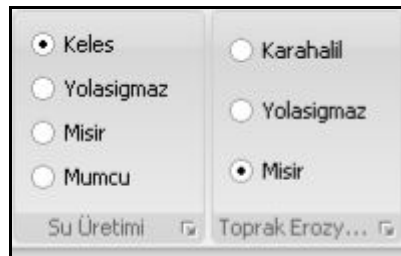 Keles
Yolasigmaz
Misir
Mumcu
Su Üretimi
Karahalil
Yolasigmaz
Misir
Toprak Erozy...